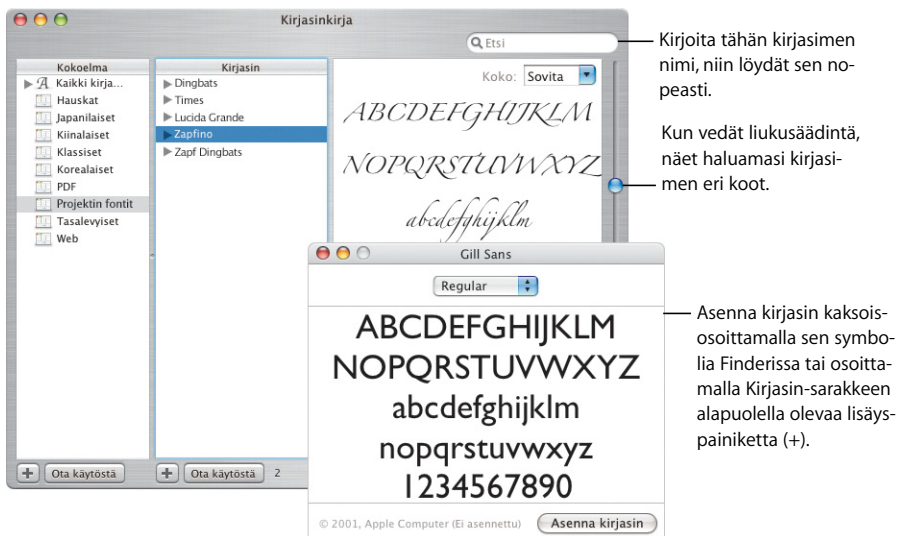 Kirjasinkirja
Etsi
Kokoelma
Kaikki kirja...
Hauskat
Japanilaiset
Kiinalaiset
Klassiset
Korealaiset
PDF
Projektin fontit
Tasalevyiset
Web
Ota käytöstä
Kirjasin
Dingbats
Times
Lucida Grande
Zapfino
Zapf Dingbats
Ota käytöstä
2
Koko: Sovita
ABCDEFGHIJKLM
NOPQRSTUVWXYZ
abcdefghijklm
Gill Sans
Regular
ABCDEFGHIJKLM
NOPQRSTUVWXYZ
abcdefghijklm
nopqrstuvwxyz
1234567890
© 2001, Apple Computer (Ei asennettu)
Asenna kirjasin
Kirjoita tähän kirjasimen
nimi, niin löydät sen no-
peasti.
Kun vedät liukusäädintä,
näet haluamasi kirjasi-
men eri koot.
Asenna kirjasin kaksois-
osoittamalla sen symbo-
lia Finderissa tai osoitta-
malla Kirjasin-sarakkeen
alapuolella olevaa lisäys-
painiketta (+).